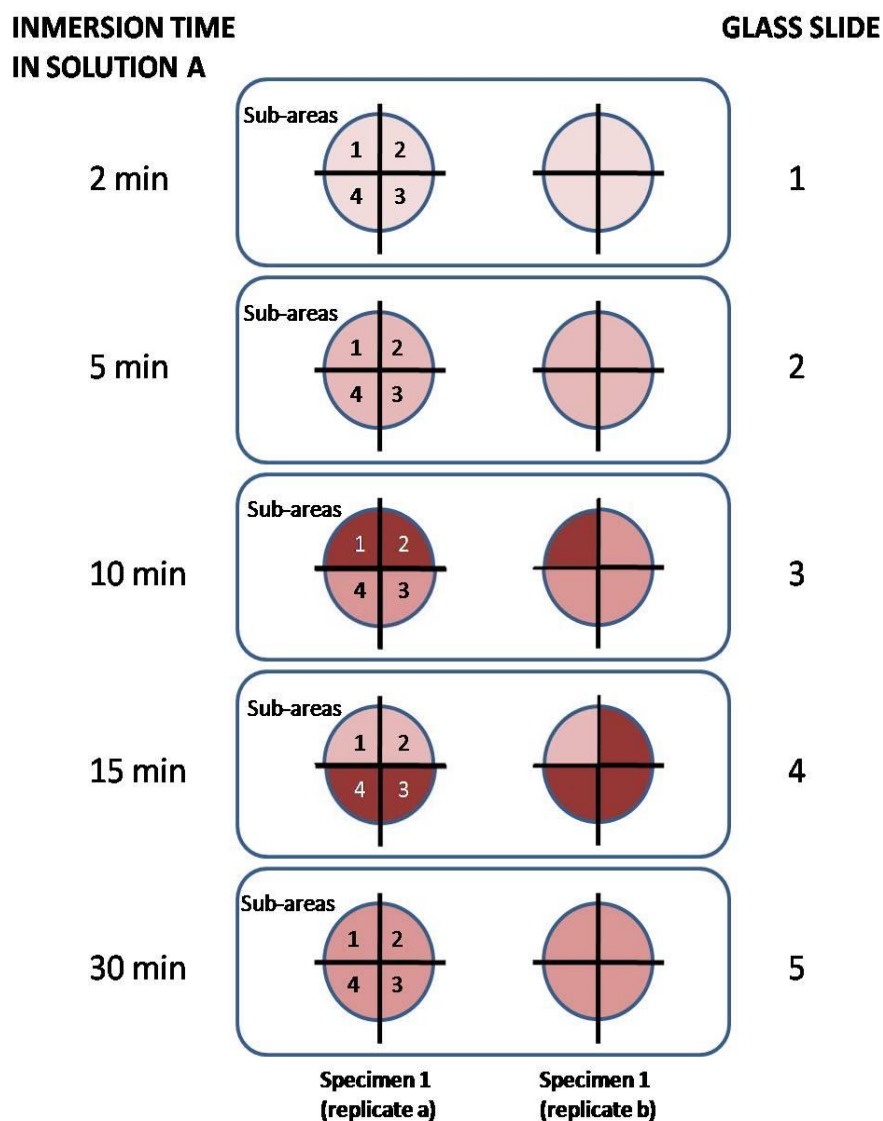 INMERSION TIME
IN SOLUTION A
GLASS SLIDE
Sub-areas
1 2
2 min
1
4 3
Sub-areas
1 2
5 min
2
4 3
Sub-areas
1 2
10 min
3
4 3
Sub-areas
1 2
15 min
4
4 3
Sub-areas
1 2
30 min
5
4 3
Specimen 1
(replicate a)
Specimen 1
(replicate b)